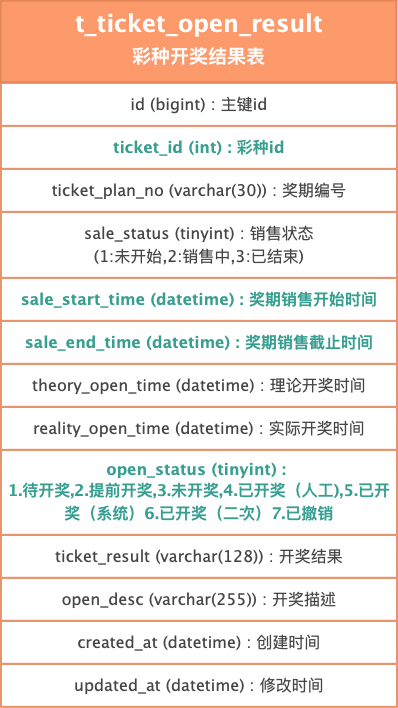 t_ticket_open_result
彩种开奖结果表
id (bigint) : 主键id
ticket_id (int) : 彩种id
ticket_plan_no (varchar(30)) : 奖期编号
sale_status (tinyint) : 销售状态
(1:未开始,2:销售中,3:已结束)
sale_start_time (datetime) : 奖期销售开始时间
sale_end_time (datetime) : 奖期销售截止时间
theory_open_time (datetime) : 理论开奖时间
reality_open_time (datetime) : 实际开奖时间
open_status (tinyint) :
1.待开奖,2.提前开奖,3.未开奖,4.已开奖（人工),5.已开
奖（系统）6.已开奖（二次）7.已撤销
ticket_result (varchar(128)) : 开奖结果
open_desc (varchar(255)) : 开奖描述
created_at (datetime) : 创建时间
updated_at (datetime) : 修改时间